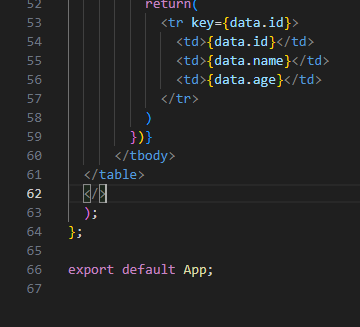 52 return(
53 <tr key={data.id}>
54 <td>{data.id}</td>
55 <td>{data.name}</td>
56 <td>{data.age}</td>
57 </tr>
58 )
59 })}
60 </tbody>
61 </table>
62 </>
63 );
64 };
65
66 export default App;
67